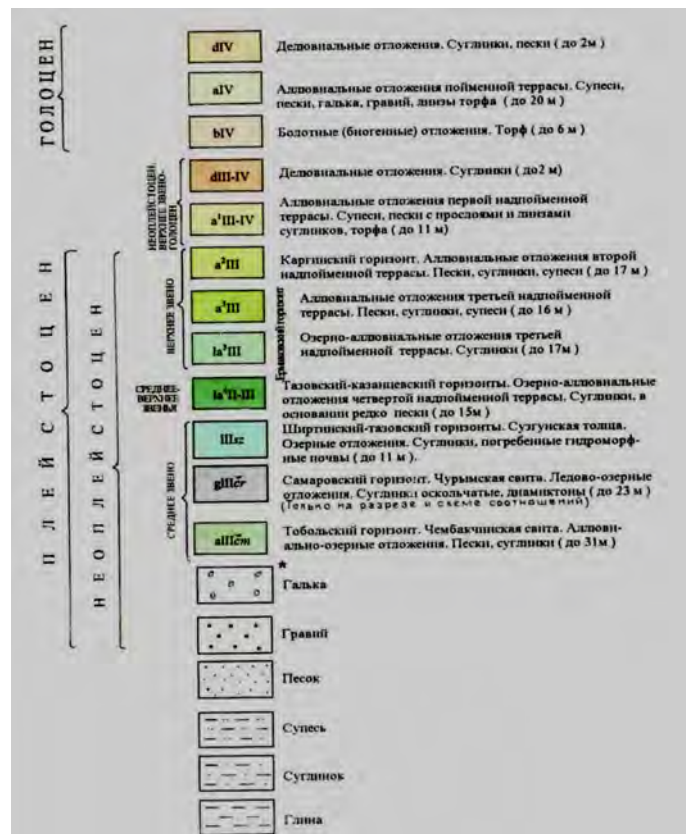 ГОЛОЦЕН
dIV
Делювиальные отложения. Суглинки, пески ( до 2м )
aIV
Аллювиальные отложения пойменной террасы. Супеси,
пески, галька, гравий, линзы торфа ( до 20 м )
bIV
Болотные (биогенные) отложения. Торф (до 6 м )
НЕОПЛЕЙСТОЦЕН,
ВЕРХНЕЕ ЗВЕНО-
ГОЛОЦЕН
dIII-IV
Делювиальные отложения. Суглинки ( до2 м)
a¹III-IV
Аллювиальные отложения первой надпойменной
террасы. Супеси, пески с прослоями и линзами
суглинков, торфа ( до 11 м)
ПЛЕЙСТОЦЕН
НЕОПЛЕЙСТОЦЕН
ВЕРХНЕЕ ЗВЕНО
a²III
Каргинский горизонт. Аллювиальные отложения второй
надпойменной террасы. Пески, суглинки, супеси ( до 17 м )
Ермаковский горизонт
a³III
Аллювиальные отложения третьей надпойменной
террасы. Пески, суглинки, супеси ( до 16 м )
la³III
Озерно-аллювиальные отложения третьей
надпойменной террасы. Суглинки ( до 17м)
СРЕДНЕЕ-
ВЕРХНЕЕ
ЗВЕНЬЯ
la⁴II-III
Тазовский-казанцевский горизонты. Озерно-аллювиальные
отложения четвертой надпойменной террасы. Суглинки, в
основании редко пески ( до 15м )
СРЕДНЕЕ ЗВЕНО
lIIsz
Ширтинский-тазовский горизонты. Сузгунская толща.
Озерные отложения. Суглинки, погребенные гидроморф-
ные почвы ( до 11 м ).
glIIčr
Самаровский горизонт. Чурымская свита. Ледово-озерные
отложения. Суглинки оскольчатые, диамиктоны ( до 23 м )
(Только на разрезе и схеме соотношений)
alIIčm
Тобольский горизонт. Чембакчинская свита. Аллюви-
ально-озерные отложения. Пески, суглинки ( до 31м )
*
Галька
Гравий
Песок
Супесь
Суглинок
Глина